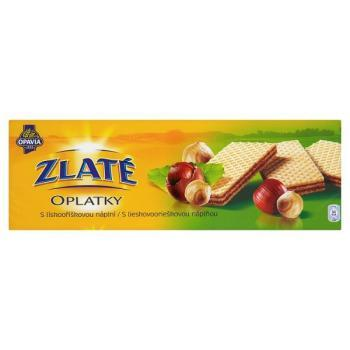 OPAVIA
ZLATÉ
OPLATKY
S lískooříškovou náplní / S lieskovoorieškovou náplňou